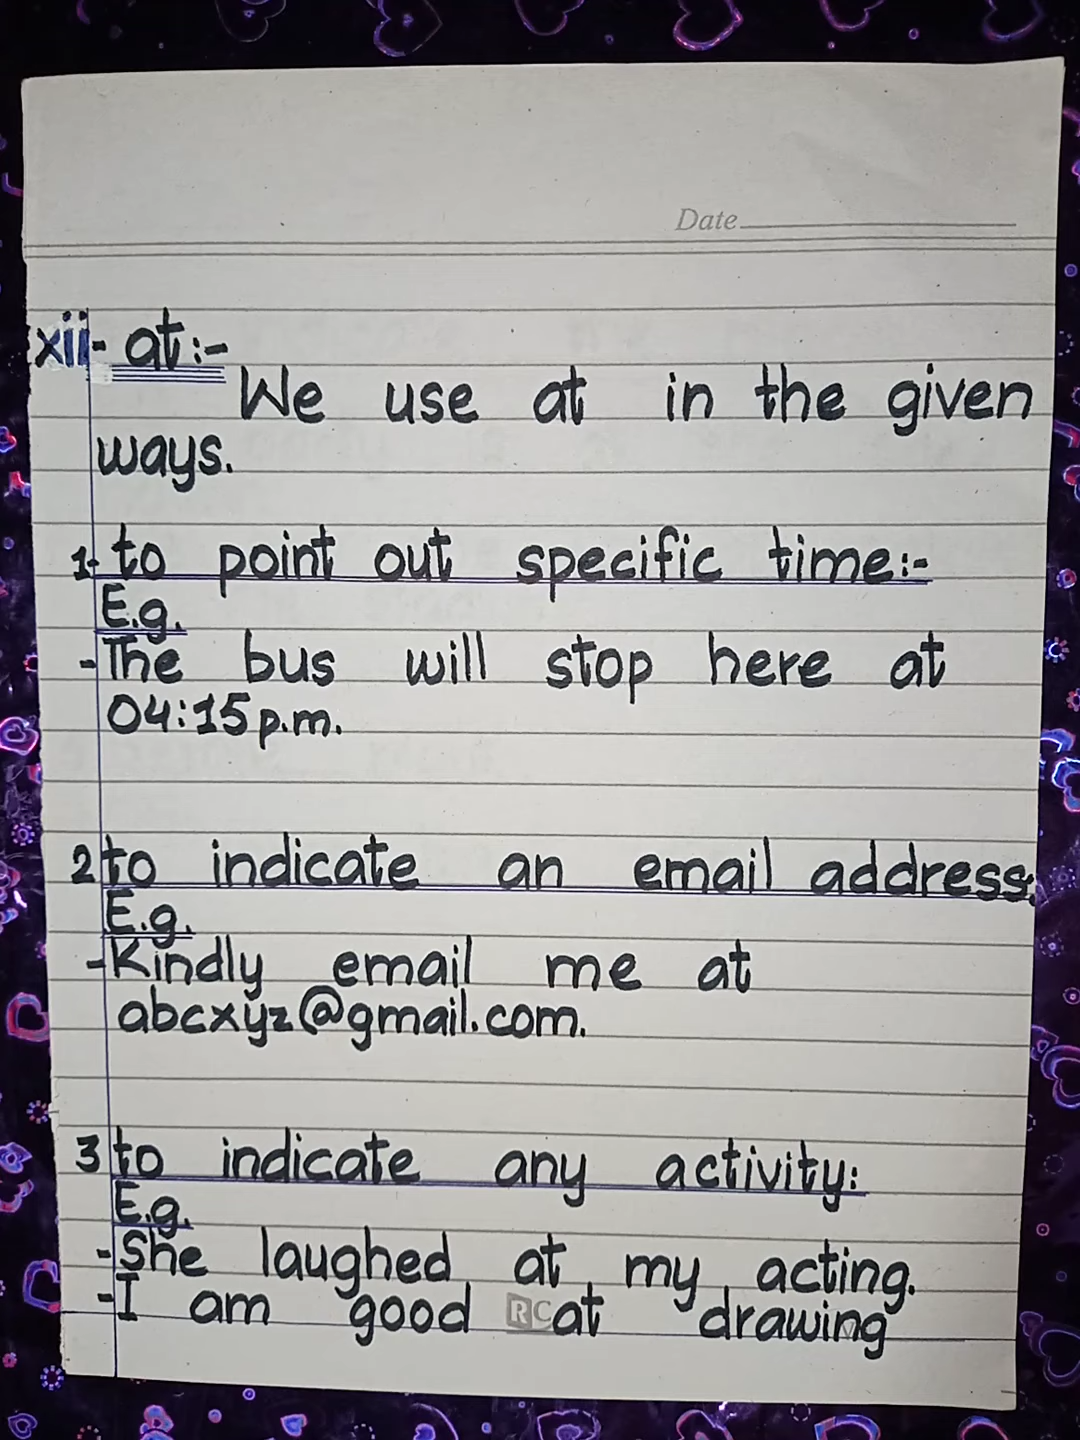 Date
xii- at:-
We use at in the given
ways.
1- to point out specific time:-
E.g.
-The bus will stop here at
04:15p.m.
2 to indicate an email address:
E.g.
-Kindly email me at
abcxyz@gmail.com.
3 to indicate any activity:
E.g.
-She laughed at my acting.
-I am good at drawing
RC